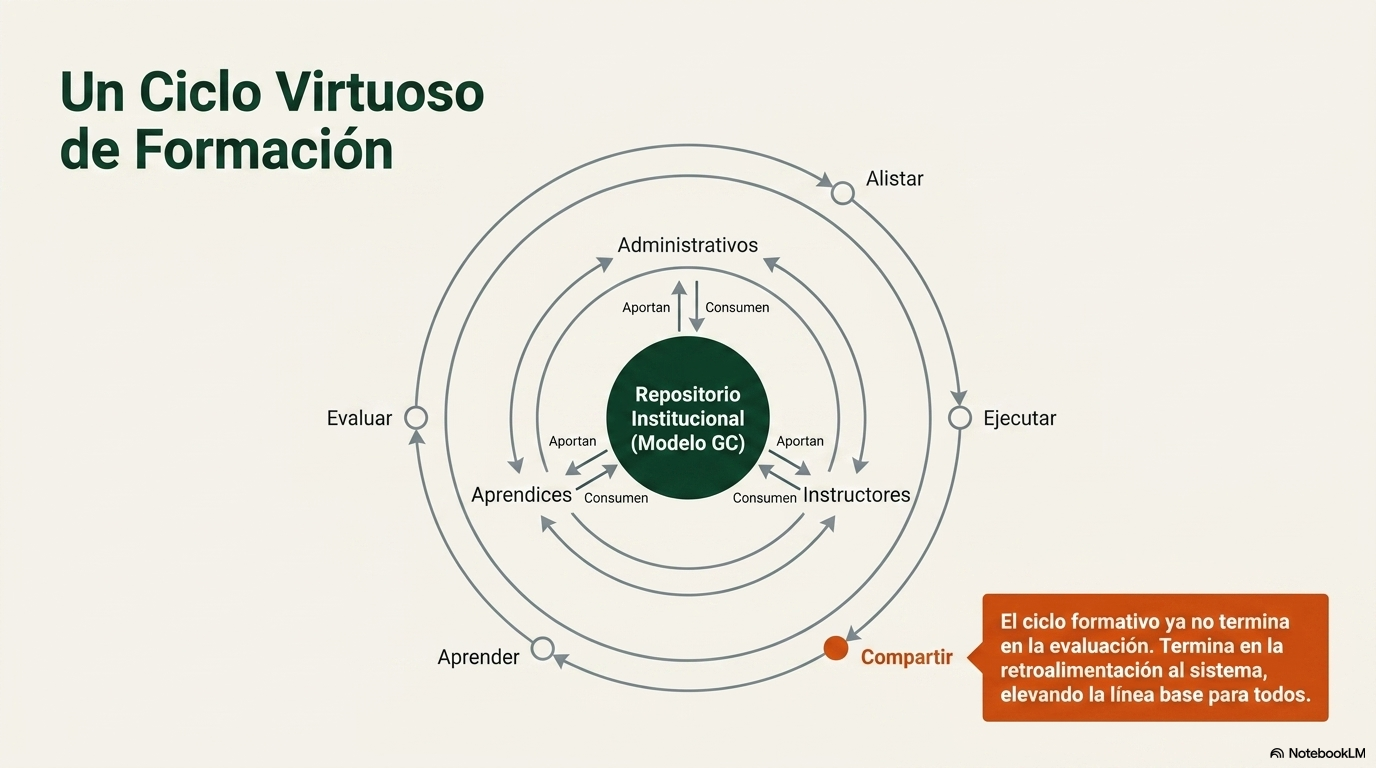 Un Ciclo Virtuoso
de Formación
Alistar
Administrativos
Aportan
Consumen
Repositorio
Institucional
(Modelo GC)
Evaluar
Ejecutar
Aportan
Aportan
Aprendices
Consumen
Consumen
Instructores
Aprender
Compartir
El ciclo formativo ya no termina
en la evaluación. Termina en la
retroalimentación al sistema,
elevando la línea base para todos.
NotebookLM